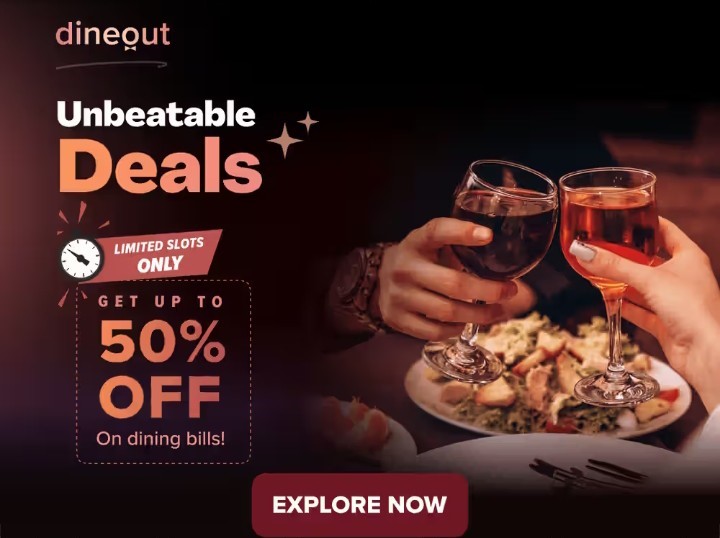 dineout
Unbeatable
Deals
LIMITED SLOTS
ONLY
GET UP TO
50%
OFF
On dining bills!
EXPLORE NOW